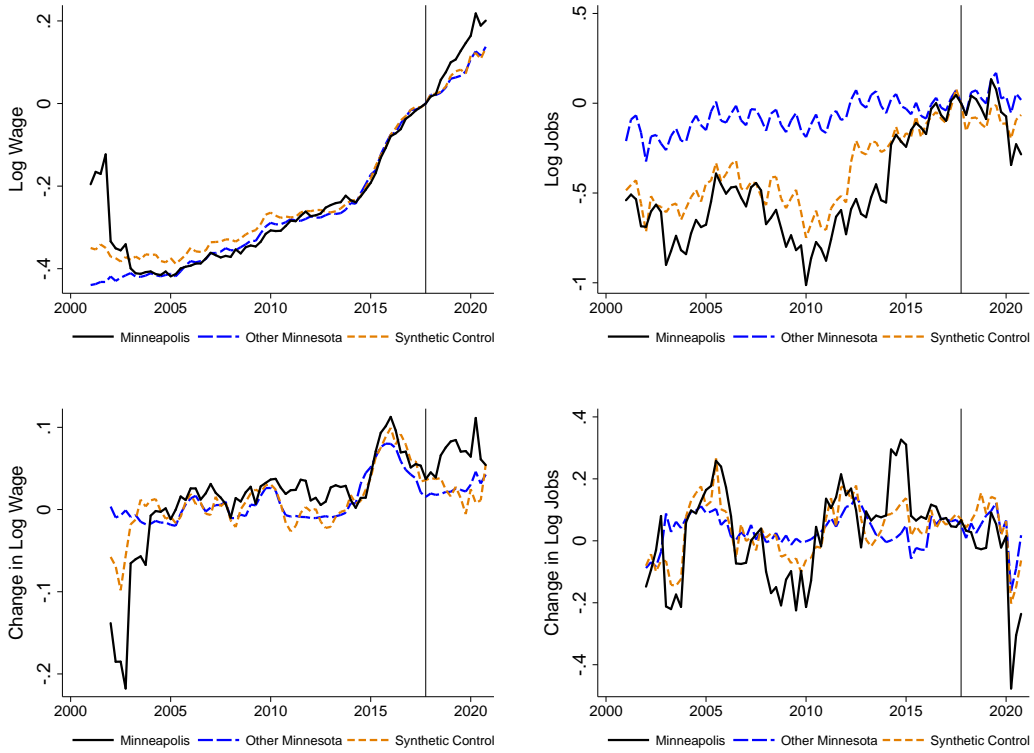 Log Wage
.2
0
-.2
-.4
2000 2005 2010 2015 2020
Minneapolis Other Minnesota Synthetic Control
Log Jobs
.5
0
-.5
-1
2000 2005 2010 2015 2020
Minneapolis Other Minnesota Synthetic Control
Change in Log Wage
.1
0
-.1
-.2
2000 2005 2010 2015 2020
Minneapolis Other Minnesota Synthetic Control
Change in Log Jobs
.4
.2
0
-.2
-.4
2000 2005 2010 2015 2020
Minneapolis Other Minnesota Synthetic Control